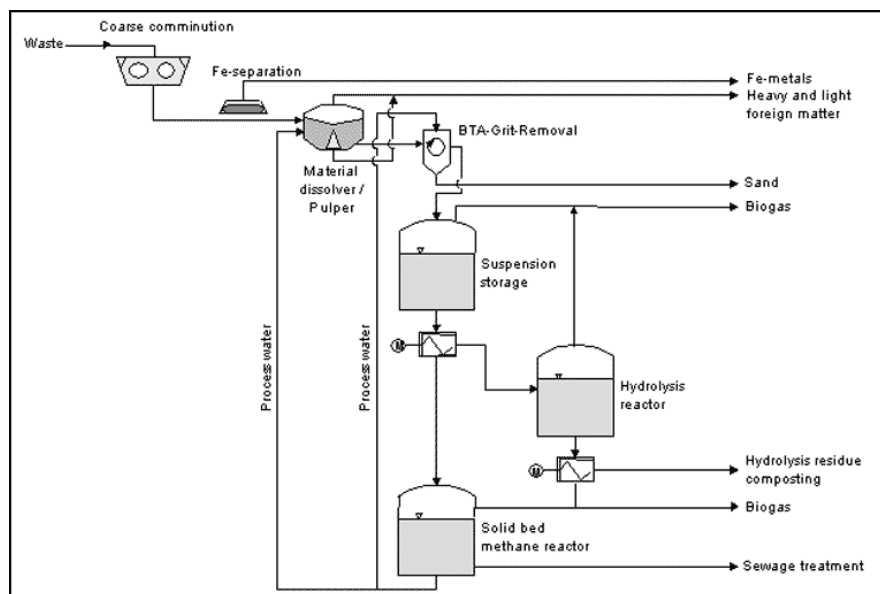 Coarse comminution
Waste
Fe-separation
Fe-metals
Heavy and light
foreign matter
BTA-Grit-Removal
Material
dissolver /
Pulper
Sand
Biogas
Suspension
storage
Process water
Process water
M
Hydrolysis
reactor
M
Hydrolysis residue
composting
Biogas
Solid bed
methane reactor
Sewage treatment